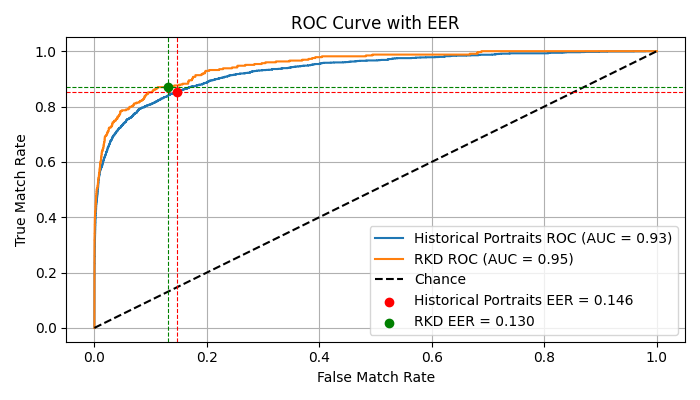 ROC Curve with EER
1.0
0.8
0.6
0.4
0.2
0.0
True Match Rate
Historical Portraits ROC (AUC = 0.93)
RKD ROC (AUC = 0.95)
Chance
Historical Portraits EER = 0.146
RKD EER = 0.130
0.0 0.2 0.4 0.6 0.8 1.0
False Match Rate